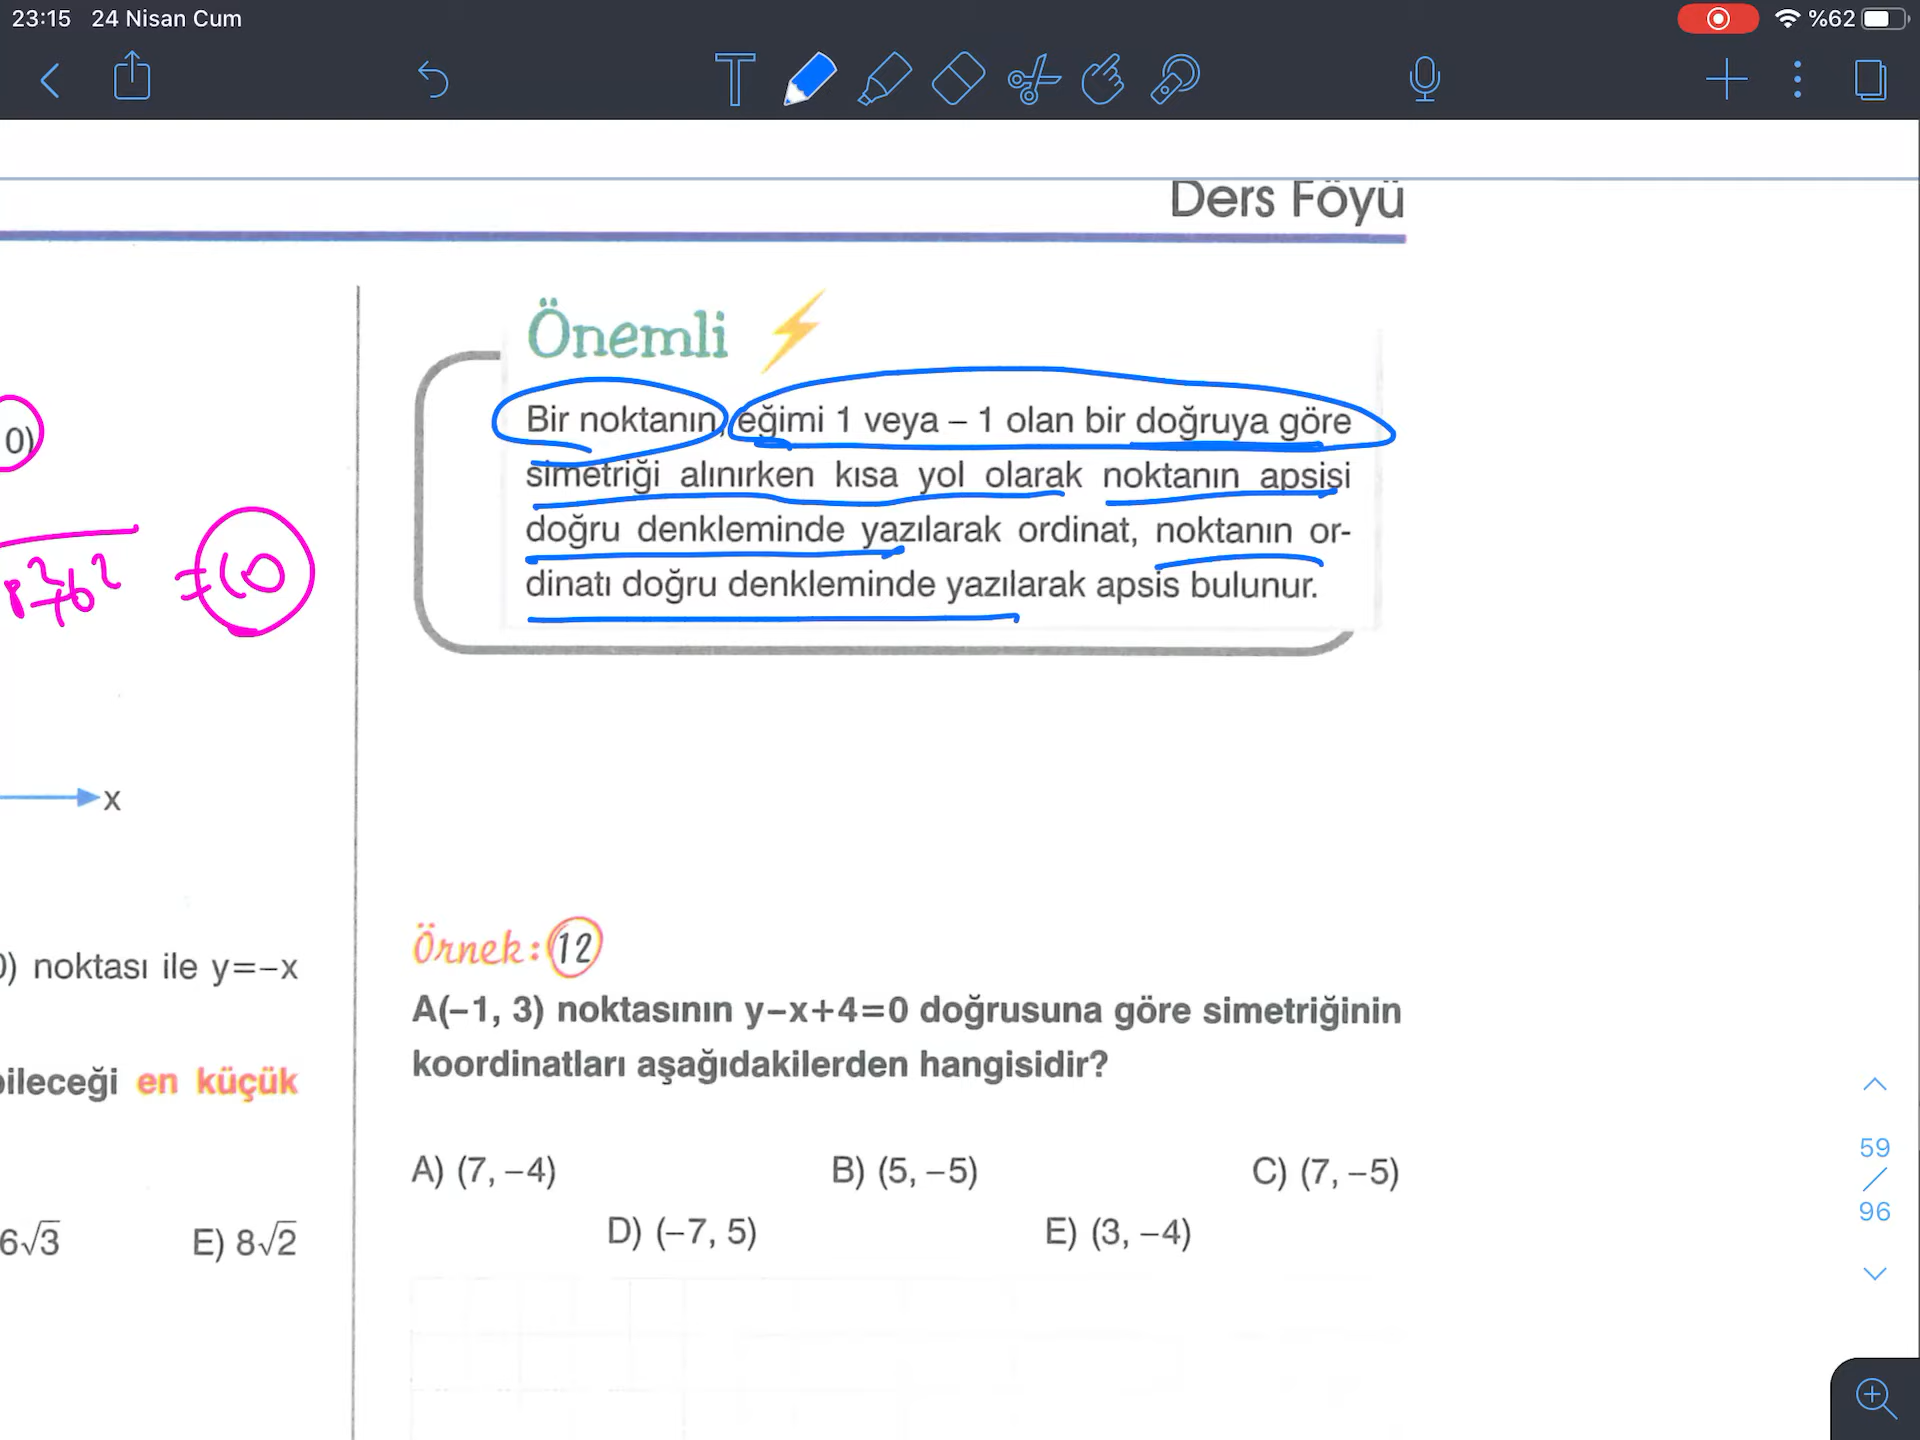 23:15 24 Nisan Cum
%62
Ders Föyü
0)
=10
x
) noktası ile y=−x
bileceği en küçük
6√3 E) 8√2
Önemli
Bir noktanın, eğimi 1 veya – 1 olan bir doğruya göre
simetriği alınırken kısa yol olarak noktanın apsisi
doğru denkleminde yazılarak ordinat, noktanın or-
dinatı doğru denkleminde yazılarak apsis bulunur.
Örnek: 12
A(−1, 3) noktasının y−x+4=0 doğrusuna göre simetriğinin
koordinatları aşağıdakilerden hangisidir?
A) (7, −4) B) (5, −5) C) (7, −5)
D) (−7, 5) E) (3, −4)
59
/
96